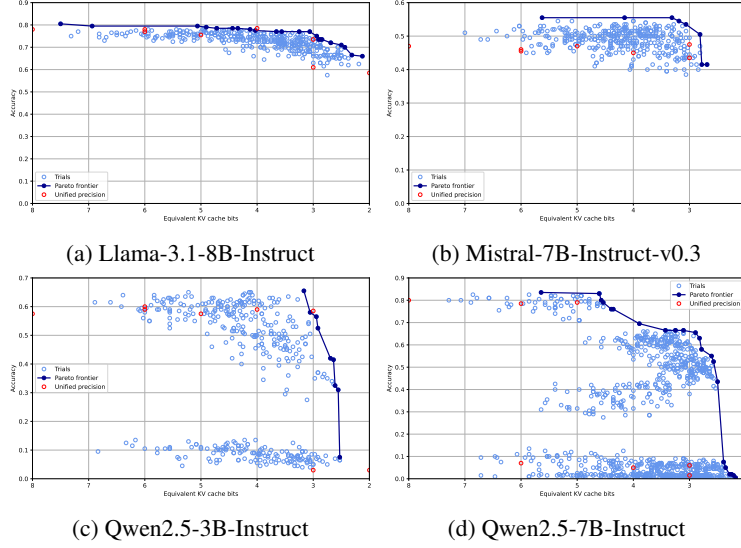 0.8
0.7
0.6
0.5
0.4
0.3
0.2
0.1
0.0
Accuracy
8 7 6 5 4 3 2
Equivalent KV cache bits
Trials
Pareto frontier
Unified precision
(a) Llama-3.1-8B-Instruct
0.6
0.5
0.4
0.3
0.2
0.1
0.0
Accuracy
8 7 6 5 4 3 2
Equivalent KV cache bits
Trials
Pareto frontier
Unified precision
(b) Mistral-7B-Instruct-v0.3
0.7
0.6
0.5
0.4
0.3
0.2
0.1
0.0
Accuracy
8 7 6 5 4 3 2
Equivalent KV cache bits
Trials
Pareto frontier
Unified precision
(c) Qwen2.5-3B-Instruct
0.9
0.8
0.7
0.6
0.5
0.4
0.3
0.2
0.1
0.0
Accuracy
8 7 6 5 4 3 2
Equivalent KV cache bits
Trials
Pareto frontier
Unified precision
(d) Qwen2.5-7B-Instruct